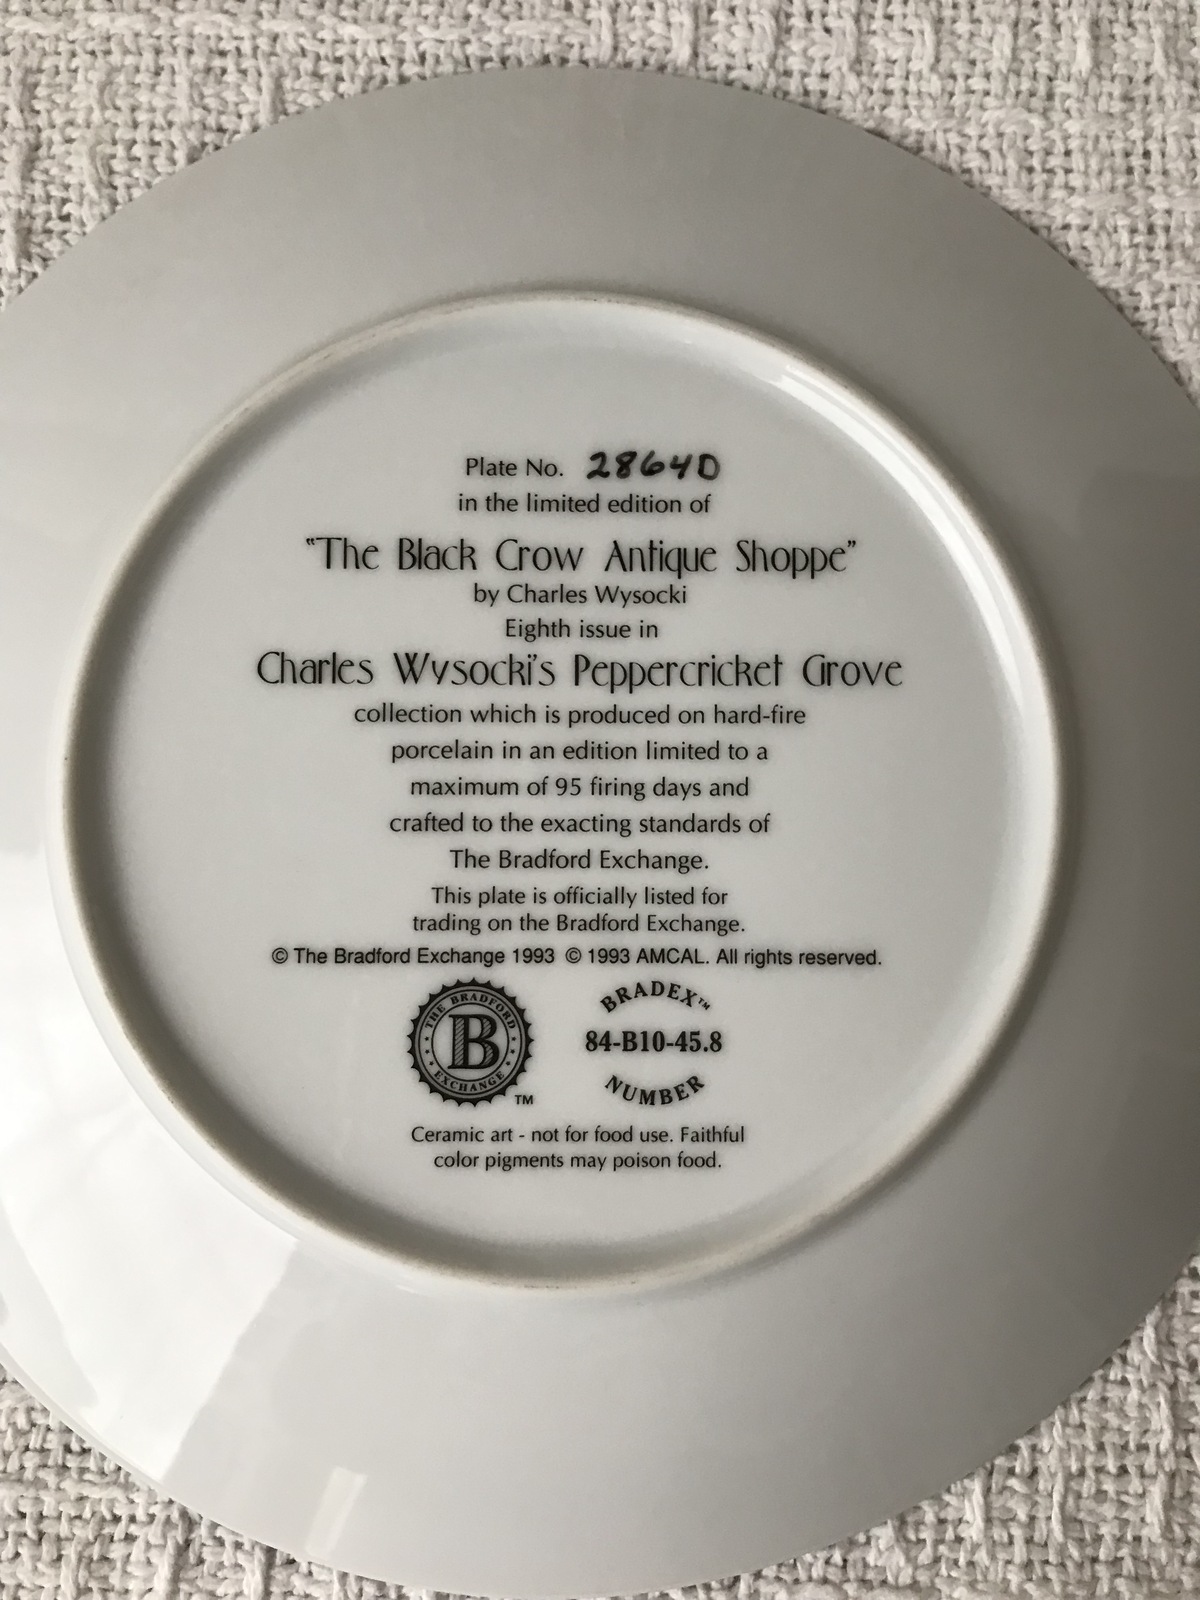 Plate No. 2864D
in the limited edition of
"The Black Crow Antique Shoppe"
by Charles Wysocki
Eighth issue in
Charles Wysocki's Peppercricket Grove
collection which is produced on hard-fire
porcelain in an edition limited to a
maximum of 95 firing days and
crafted to the exacting standards of
The Bradford Exchange.
This plate is officially listed for
trading on the Bradford Exchange.
© The Bradford Exchange 1993 © 1993 AMCAL. All rights reserved.
THE BRADFORD
B
EXCHANGE
TM
BRADEX™
84-B10-45.8
NUMBER
Ceramic art - not for food use. Faithful
color pigments may poison food.